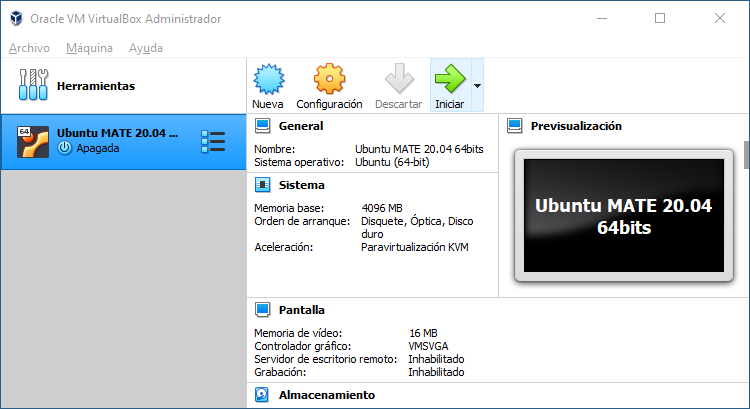 Oracle VM VirtualBox Administrador
Archivo Máquina Ayuda
Herramientas
Nueva Configuración Descartar Iniciar
64
Ubuntu MATE 20.04 ...
Apagada
General
Nombre: Ubuntu MATE 20.04 64bits
Sistema operativo: Ubuntu (64-bit)
Previsualización
Ubuntu MATE 20.04
64bits
Sistema
Memoria base: 4096 MB
Orden de arranque: Disquete, Óptica, Disco
duro
Aceleración: Paravirtualización KVM
Pantalla
Memoria de vídeo: 16 MB
Controlador gráfico: VMSVGA
Servidor de escritorio remoto: Inhabilitado
Grabación: Inhabilitado
Almacenamiento